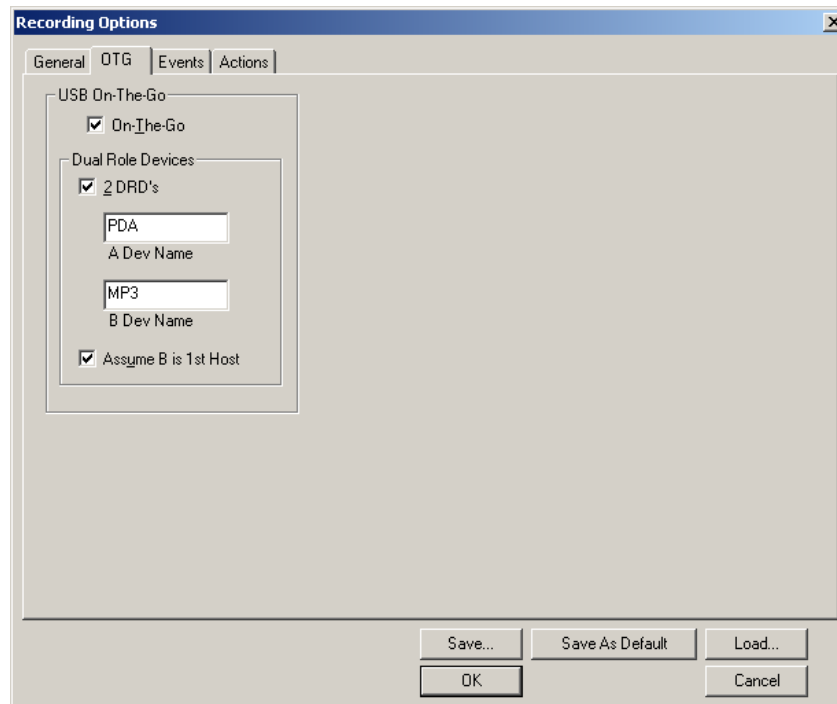 Recording Options
General OTG Events Actions
USB On-The-Go
On-The-Go
Dual Role Devices
2 DRD's
PDA
A Dev Name
MP3
B Dev Name
Assume B is 1st Host
Save... Save As Default Load...
OK Cancel